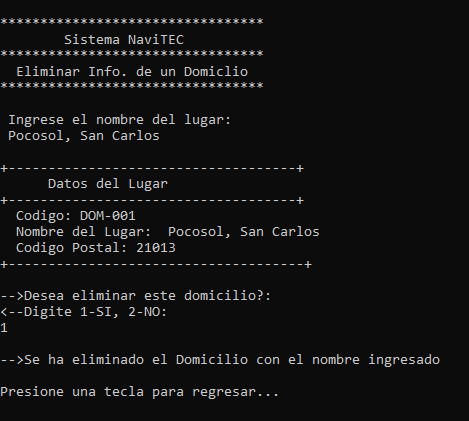 *********************************
Sistema NaviTEC
*********************************
Eliminar Info. de un Domiclio
*********************************
Ingrese el nombre del lugar:
Pocosol, San Carlos
+------------------------------------+
Datos del Lugar
+------------------------------------+
Codigo: DOM-001
Nombre del Lugar:  Pocosol, San Carlos
Codigo Postal: 21013
+-------------------------------------+
-->Desea eliminar este domicilio?:
<--Digite 1-SI, 2-NO:
1
-->Se ha eliminado el Domicilio con el nombre ingresado
Presione una tecla para regresar...